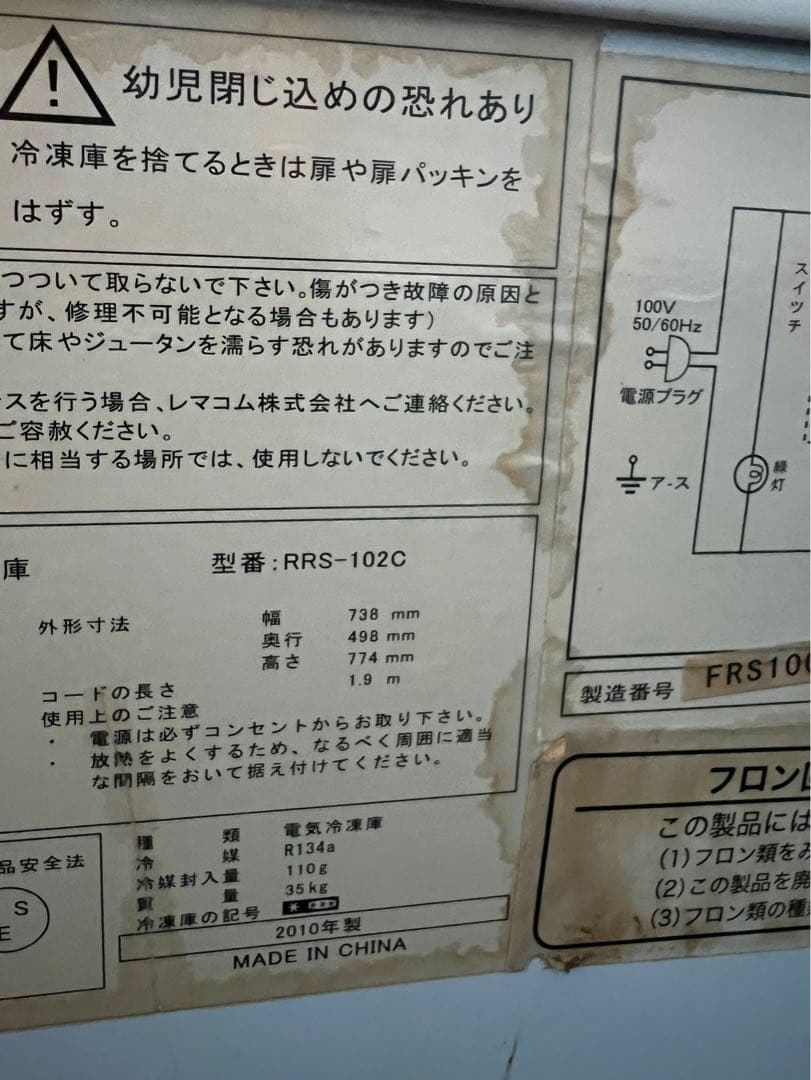 幼児閉じ込めの恐れあり
冷凍庫を捨てるときは扉や扉パッキンを
はずす。
つついて取らないで下さい。傷がつき故障の原因と
すが、修理不可能となる場合もあります)
て床やジュータンを濡らす恐れがありますのでご注
スを行う場合、レマコム株式会社へご連絡ください。
ご容赦ください。
に相当する場所では、使用しないでください。
庫 型番:RRS-102C
外形寸法 幅 738 mm
奥行 498 mm
高さ 774 mm
コードの長さ 1.9 m
使用上のご注意
・ 電源は必ずコンセントからお取り下さい。
・ 放熱をよくするため、なるべく周囲に適当
な間隔をおいて据え付けてください。
品安全法
S
E
種類 電気冷凍庫
冷媒 R134a
冷媒封入量 110g
質量 35kg
冷凍庫の記号
2010年製
MADE IN CHINA
スイッチ
100V
50/60Hz
電源プラグ
ア-ス
緑灯
製造番号 FRS100
フロン
この製品には
(1)フロン類をみ
(2)この製品を廃
(3)フロン類の種